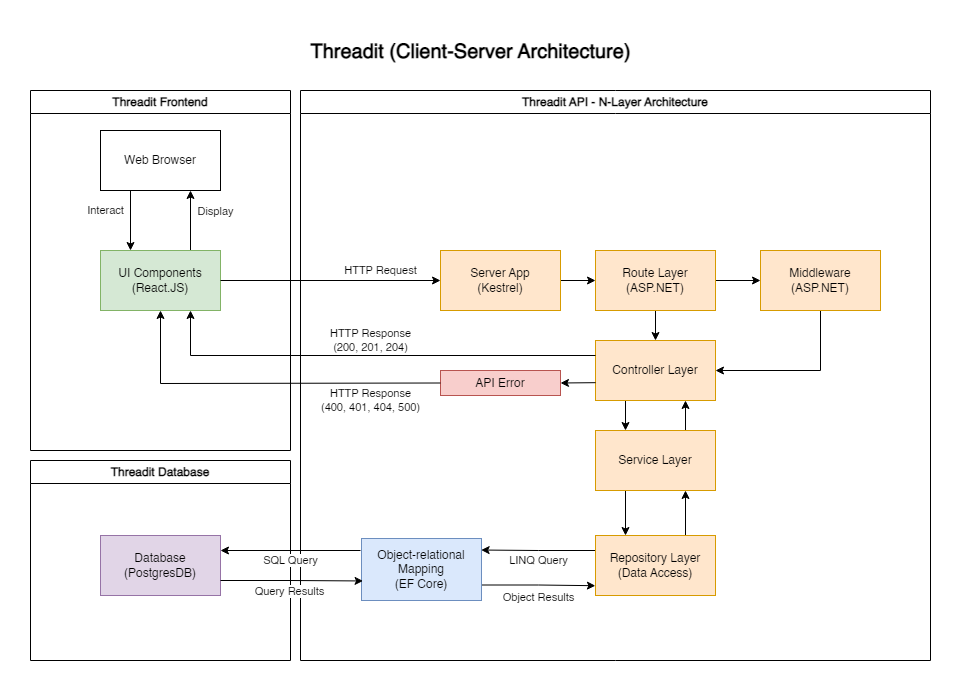 Threadit (Client-Server Architecture)
Threadit Frontend
Threadit API - N-Layer Architecture
Web Browser
Interact
Display
UI Components
(React.JS)
HTTP Request
Server App
(Kestrel)
Route Layer
(ASP.NET)
Middleware
(ASP.NET)
HTTP Response
(200, 201, 204)
Controller Layer
API Error
HTTP Response
(400, 401, 404, 500)
Service Layer
Threadit Database
Database
(PostgresDB)
SQL Query
Query Results
Object-relational
Mapping
(EF Core)
LINQ Query
Object Results
Repository Layer
(Data Access)